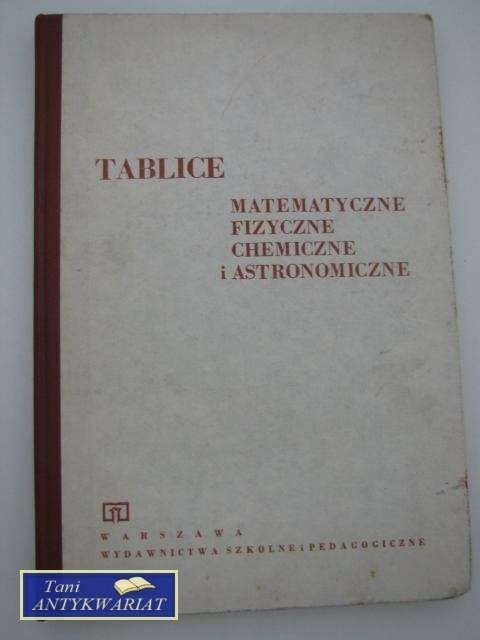 TABLICE
MATEMATYCZNE
FIZYCZNE
CHEMICZNE
i ASTRONOMICZNE
WARSZAWA
WYDAWNICTWA SZKOLNE i PEDAGOGICZNE
Tani
ANTYKWARIAT